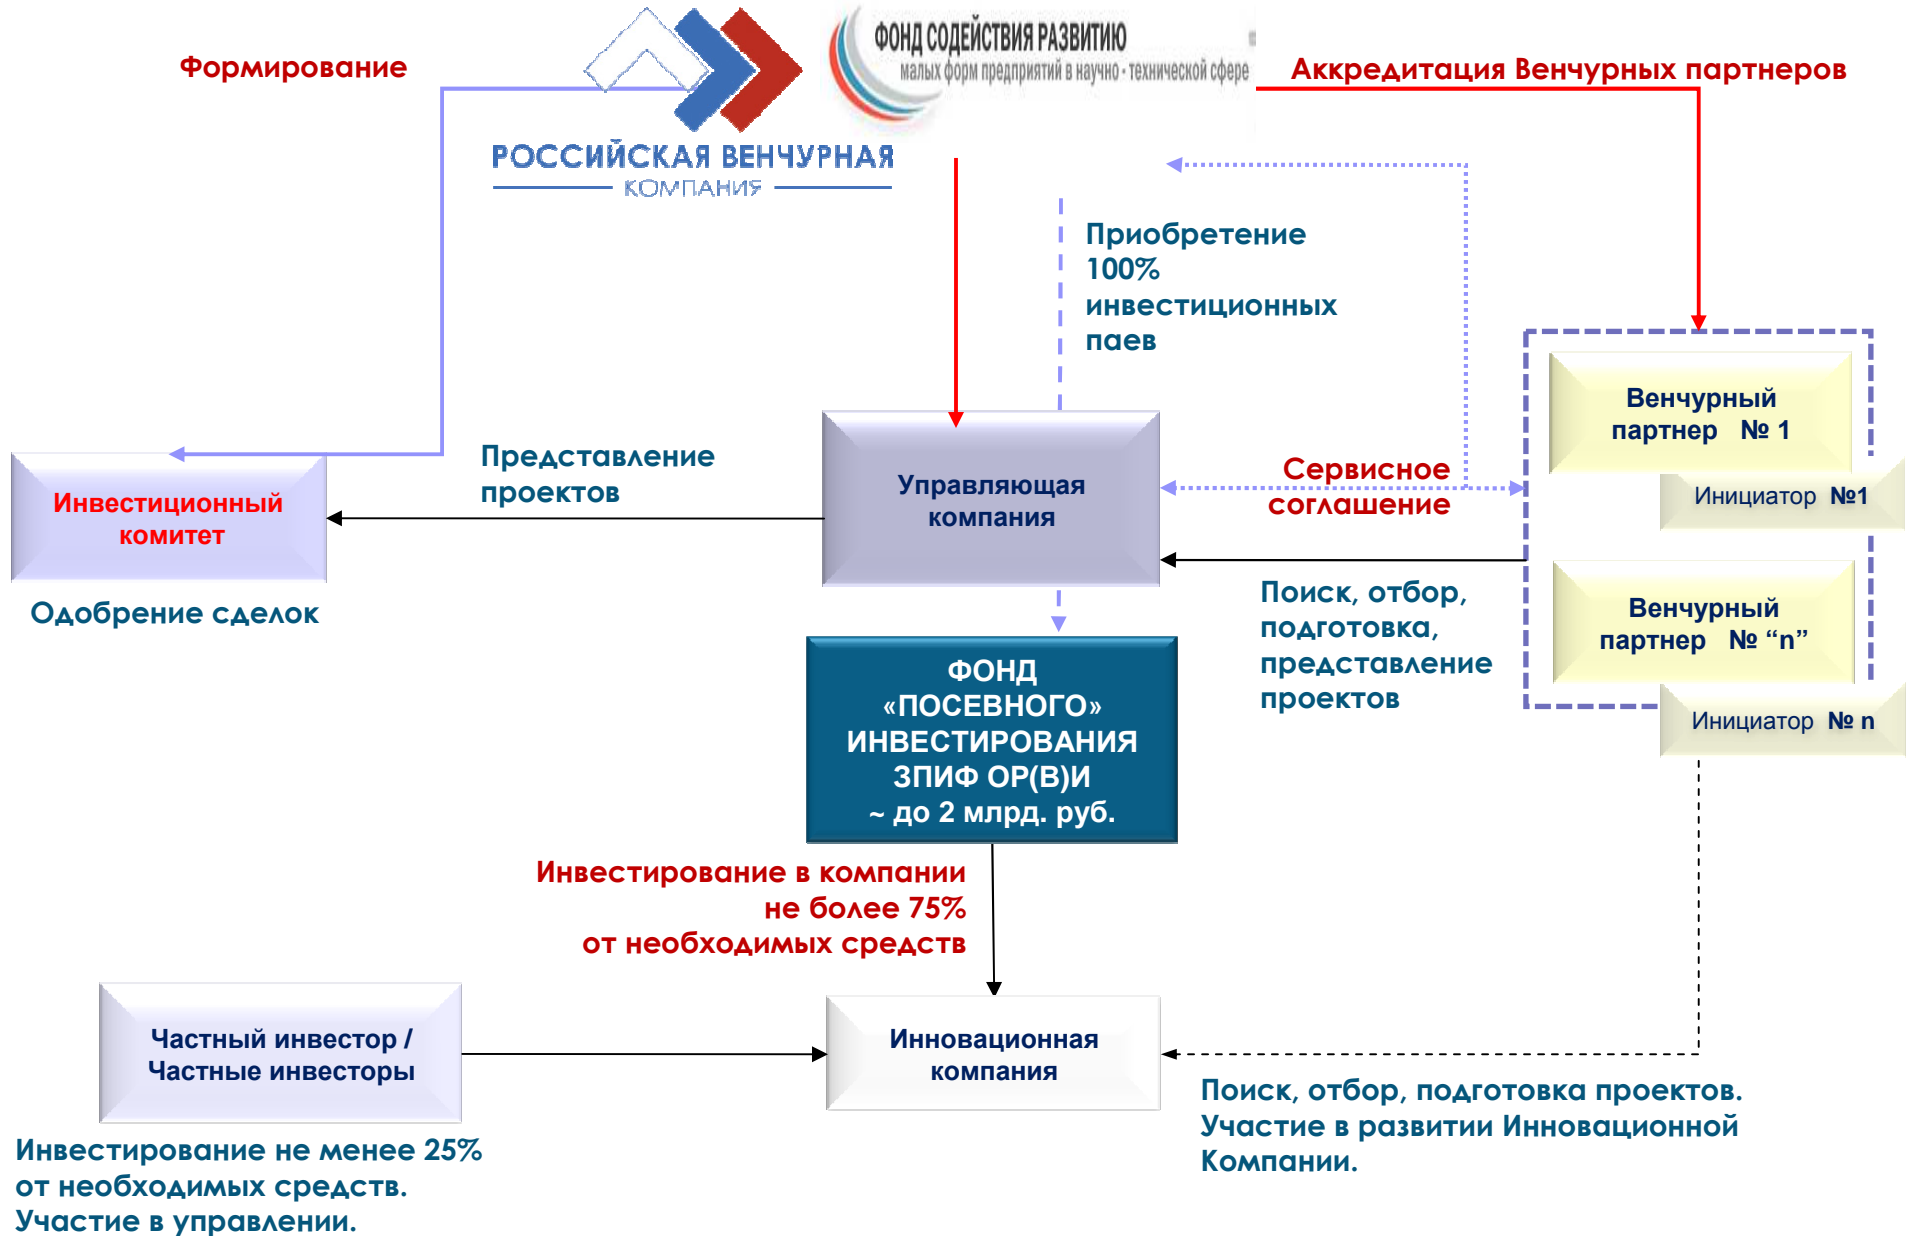 Формирование
ФОНД СОДЕЙСТВИЯ РАЗВИТИЮ
малых форм предприятий в научно - технической сфере
Аккредитация Венчурных партнеров
РОССИЙСКАЯ ВЕНЧУРНАЯ
КОМПАНИЯ
Приобретение
100%
инвестиционных
паев
Венчурный
партнер № 1
Инициатор №1
Представление
проектов
Управляющая
компания
Сервисное
соглашение
Инвестиционный
комитет
Одобрение сделок
Поиск, отбор,
подготовка,
представление
проектов
Венчурный
партнер № “n”
Инициатор № n
ФОНД
«ПОСЕВНОГО»
ИНВЕСТИРОВАНИЯ
ЗПИФ ОР(В)И
~ до 2 млрд. руб.
Инвестирование в компании
не более 75%
от необходимых средств
Частный инвестор /
Частные инвесторы
Инновационная
компания
Поиск, отбор, подготовка проектов.
Участие в развитии Инновационной
Компании.
Инвестирование не менее 25%
от необходимых средств.
Участие в управлении.